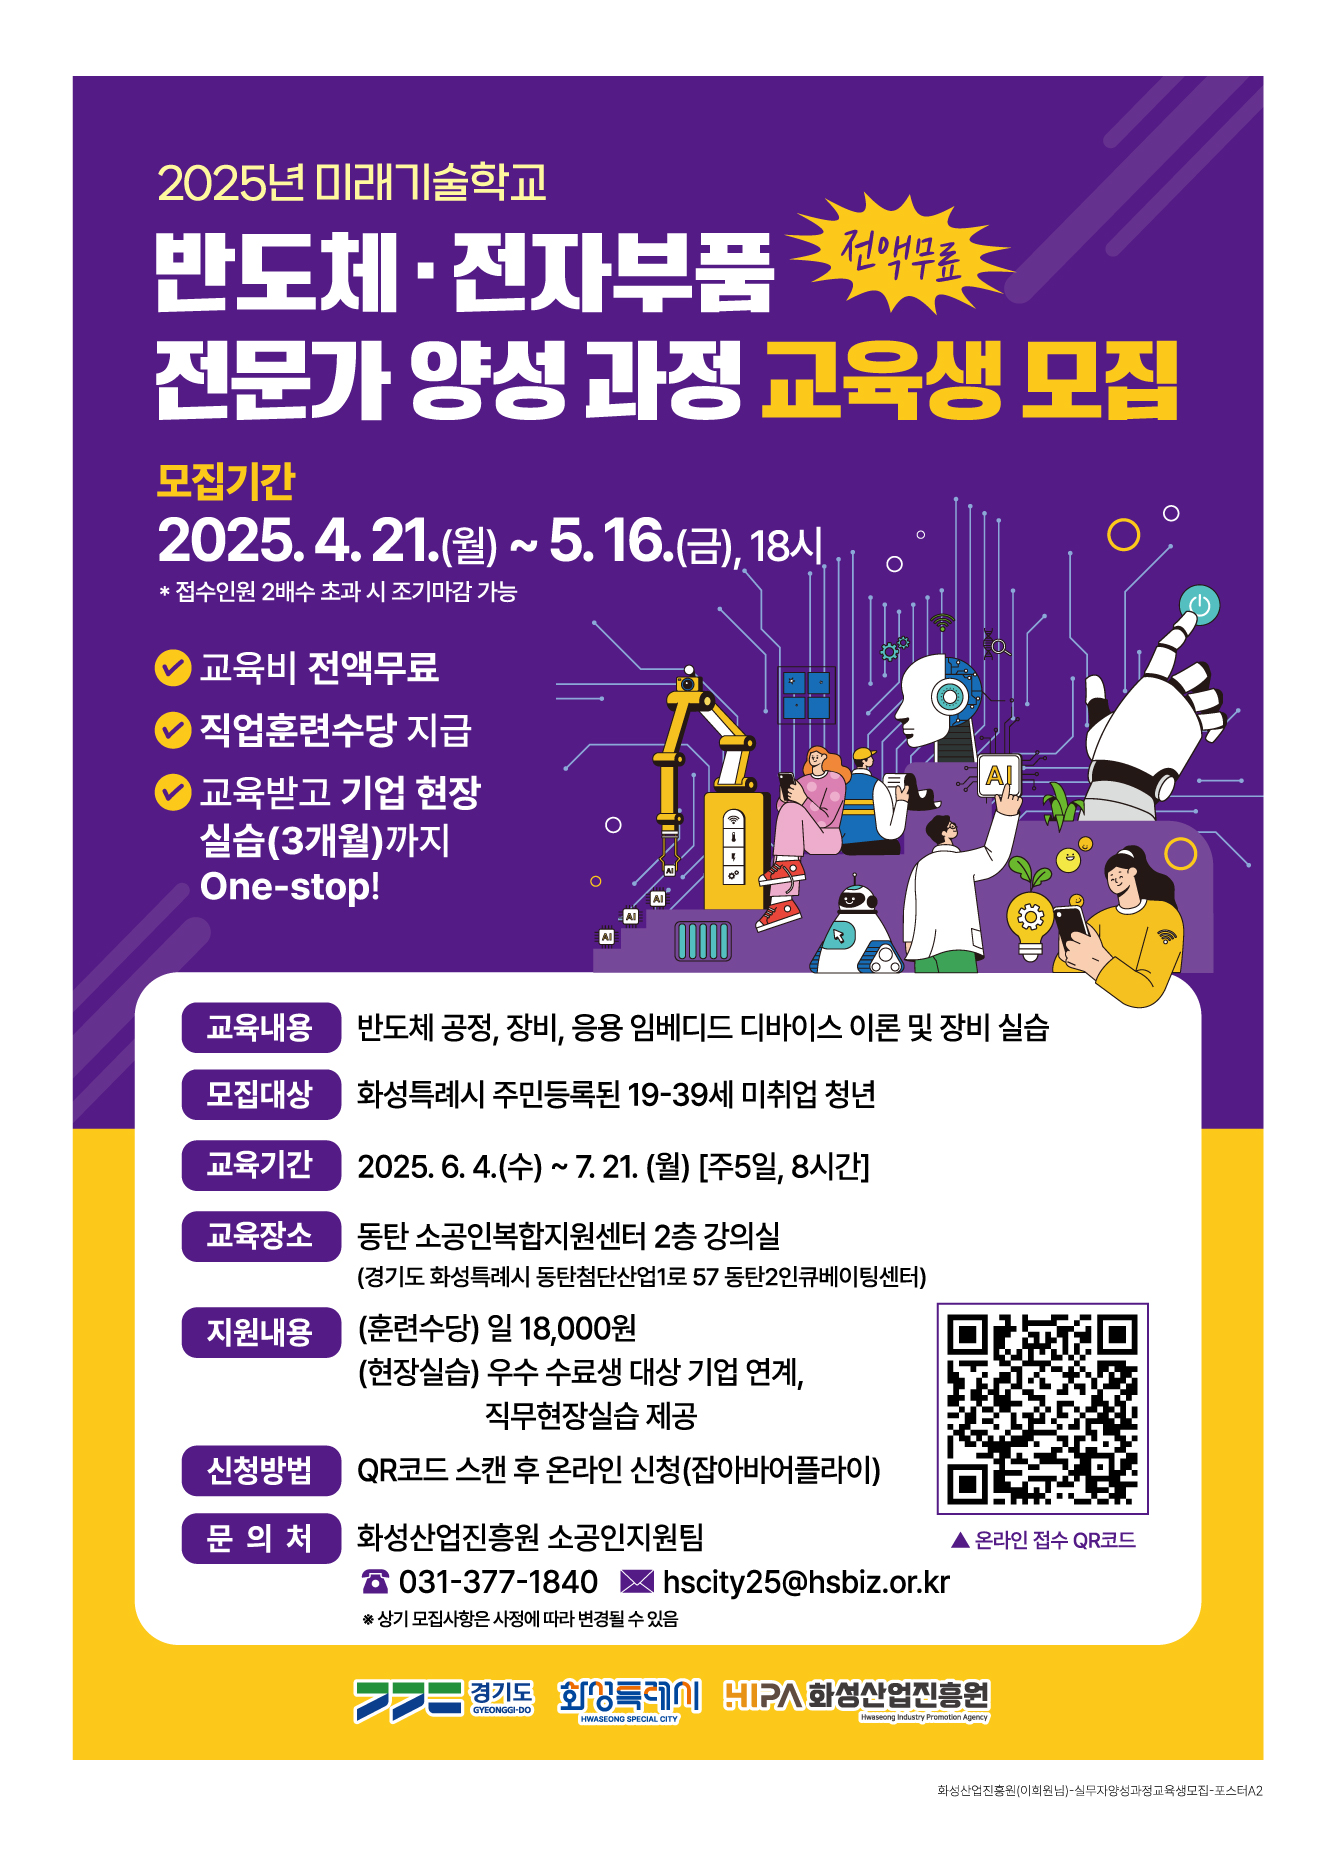 2025년 미래기술학교
반도체·전자부품
전액무료
전문가 양성 과정 교육생 모집
모집기간
2025. 4. 21.(월) ~ 5. 16.(금), 18시
* 접수인원 2배수 초과 시 조기마감 가능
교육비 전액무료
직업훈련수당 지급
교육받고 기업 현장
실습(3개월)까지
One-stop!
AI
AI
AI
AI
AI
교육내용 반도체 공정, 장비, 응용 임베디드 디바이스 이론 및 장비 실습
모집대상 화성특례시 주민등록된 19-39세 미취업 청년
교육기간 2025. 6. 4.(수) ~ 7. 21. (월) [주5일, 8시간]
교육장소 동탄 소공인복합지원센터 2층 강의실
(경기도 화성특례시 동탄첨단산업1로 57 동탄2인큐베이팅센터)
지원내용 (훈련수당) 일 18,000원
(현장실습) 우수 수료생 대상 기업 연계,
직무현장실습 제공
신청방법 QR코드 스캔 후 온라인 신청(잡아바어플라이)
▲ 온라인 접수 QR코드
문 의 처 화성산업진흥원 소공인지원팀
☎ 031-377-1840 ✉ hscity25@hsbiz.or.kr
※ 상기 모집사항은 사정에 따라 변경될 수 있음
경기도
GYEONGGI-DO
화성특례시
HWASEONG SPECIAL CITY
HIPA 화성산업진흥원
Hwaseong Industry Promotion Agency
화성산업진흥원(이희원님)-실무자양성과정교육생모집-포스터A2